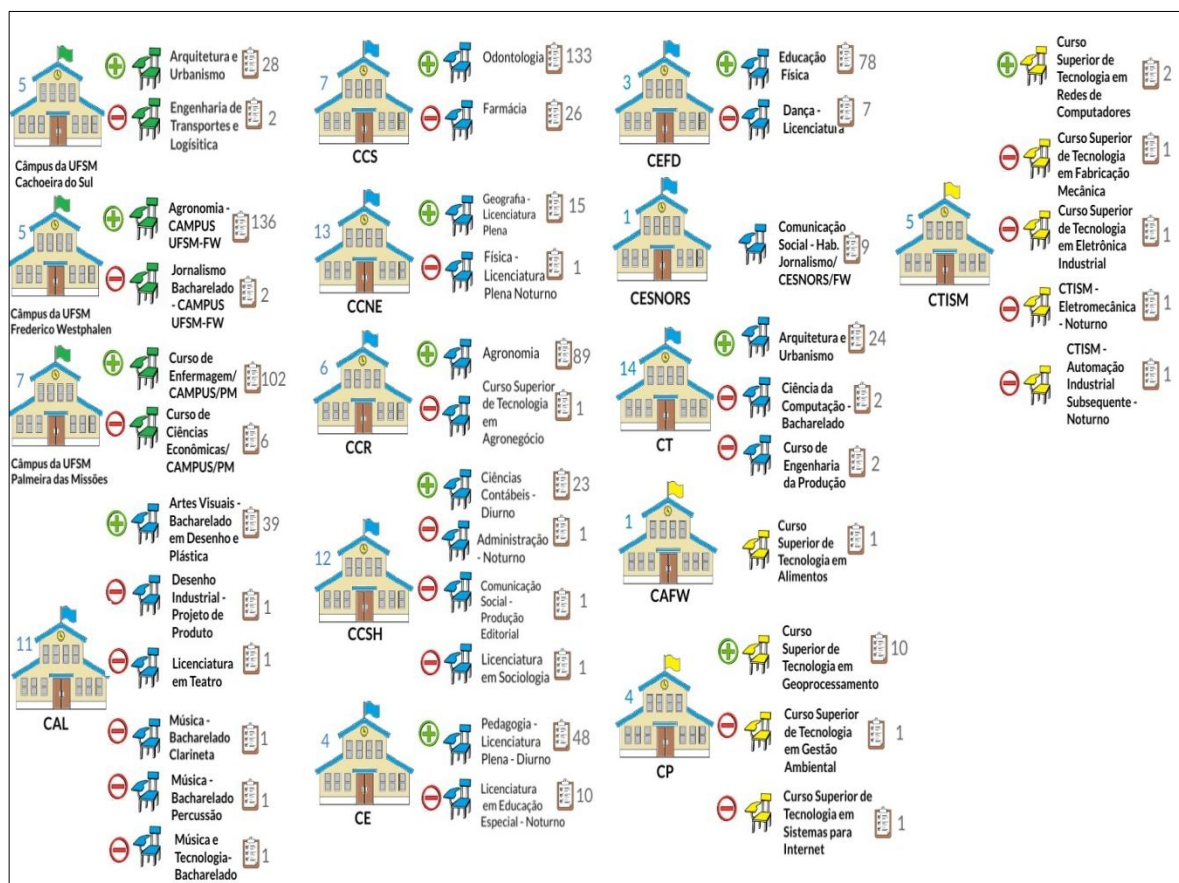 5
Câmpus da UFSM
Cachoeira do Sul
Arquitetura e
Urbanismo
28
Engenharia de
Transportes e
Logísitica
2
5
Câmpus da UFSM
Frederico Westphalen
Agronomia -
CAMPUS
UFSM-FW
136
Jornalismo
Bacharelado
- CAMPUS
UFSM-FW
2
7
Câmpus da UFSM
Palmeira das Missões
Curso de
Enfermagem/
CAMPUS/PM
102
Curso de
Ciências
Econômicas/
CAMPUS/PM
6
11
CAL
Artes Visuais -
Bacharelado
em Desenho e
Plástica
39
Desenho
Industrial -
Projeto de
Produto
1
Licenciatura
em Teatro
1
Música -
Bacharelado
Clarineta
1
Música -
Bacharelado
Percussão
1
Música e
Tecnologia-
Bacharelado
1
7
CCS
Odontologia
133
Farmácia
26
13
CCNE
Geografia -
Licenciatura
Plena
15
Física -
Licenciatura
Plena Noturno
1
6
CCR
Agronomia
89
Curso Superior
de Tecnologia
em
Agronegócio
1
12
CCSH
Ciências
Contábeis -
Diurno
23
Administração
- Noturno
1
Comunicação
Social -
Produção
Editorial
1
Licenciatura
em Sociologia
1
4
CE
Pedagogia -
Licenciatura
Plena - Diurno
48
Licenciatura
em Educação
Especial - Noturno
10
3
CEFD
Educação
Física
78
Dança -
Licenciatura
7
1
CESNORS
Comunicação
Social - Hab.
Jornalismo/
CESNORS/FW
9
14
CT
Arquitetura e
Urbanismo
24
Ciência da
Computação -
Bacharelado
2
Curso de
Engenharia
da Produção
2
1
CAFW
Curso
Superior de
Tecnologia em
Alimentos
1
4
CP
Curso
Superior de
Tecnologia em
Geoprocessamento
10
Curso Superior
de Tecnologia
em Gestão
Ambiental
1
Curso Superior de
Tecnologia em
Sistemas para
Internet
1
5
CTISM
Curso
Superior de
Tecnologia em
Redes de
Computadores
2
Curso Superior
de Tecnologia
em Fabricação
Mecânica
1
Curso Superior
de Tecnologia
em Eletrônica
Industrial
1
CTISM -
Eletromecânica
- Noturno
1
CTISM -
Automação
Industrial
Subsequente -
Noturno
1